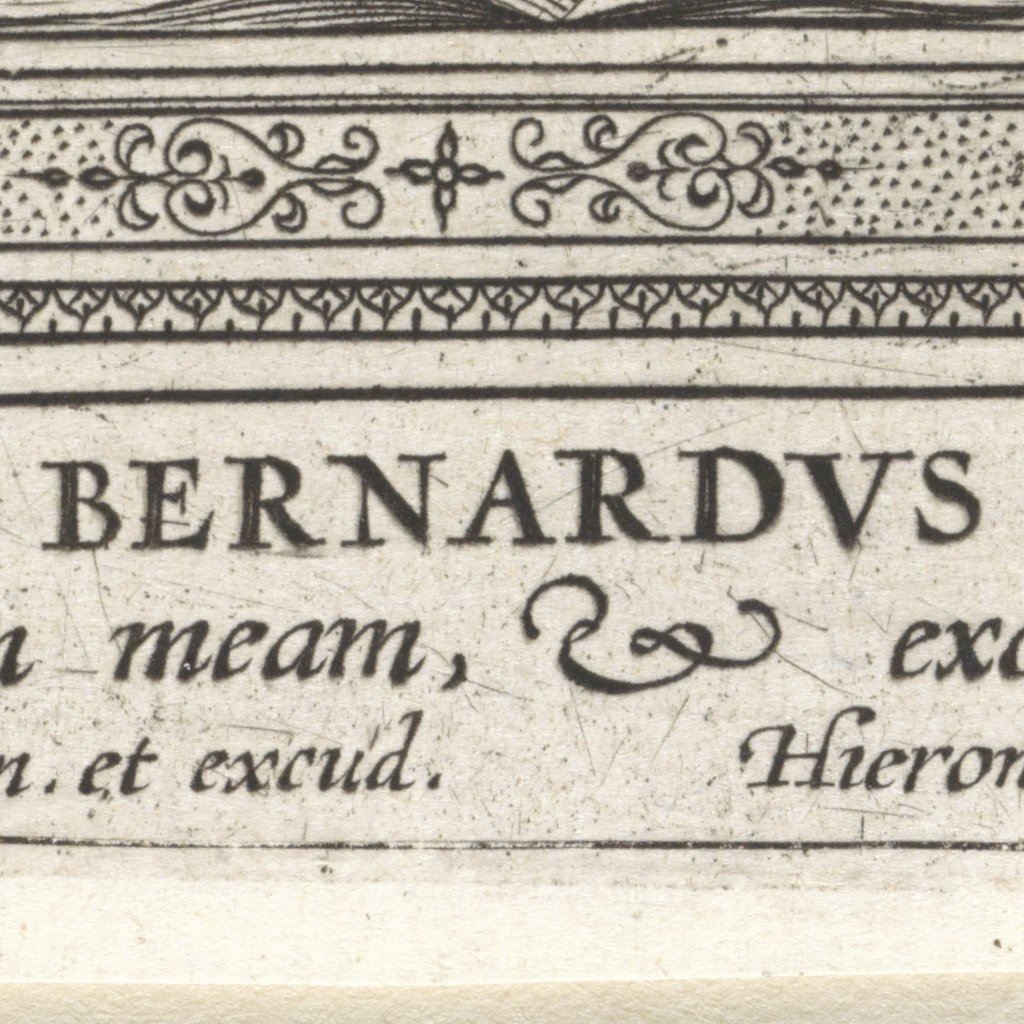 BERNARDVS
meam, exc
n. et excud. Hieron